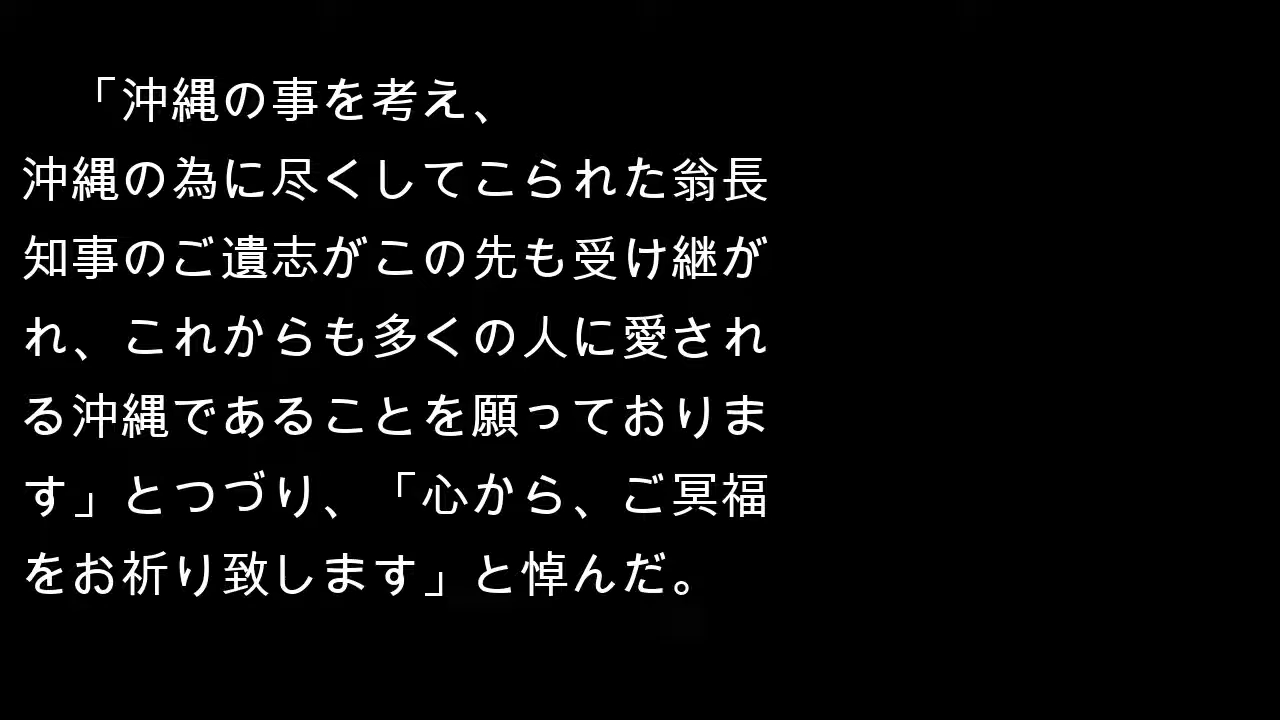 「沖縄の事を考え、
沖縄の為に尽くしてこられた翁長
知事のご遺志がこの先も受け継が
れ、これからも多くの人に愛され
る沖縄であることを願っておりま
す」とつづり、「心から、ご冥福
をお祈り致します」と悼んだ。